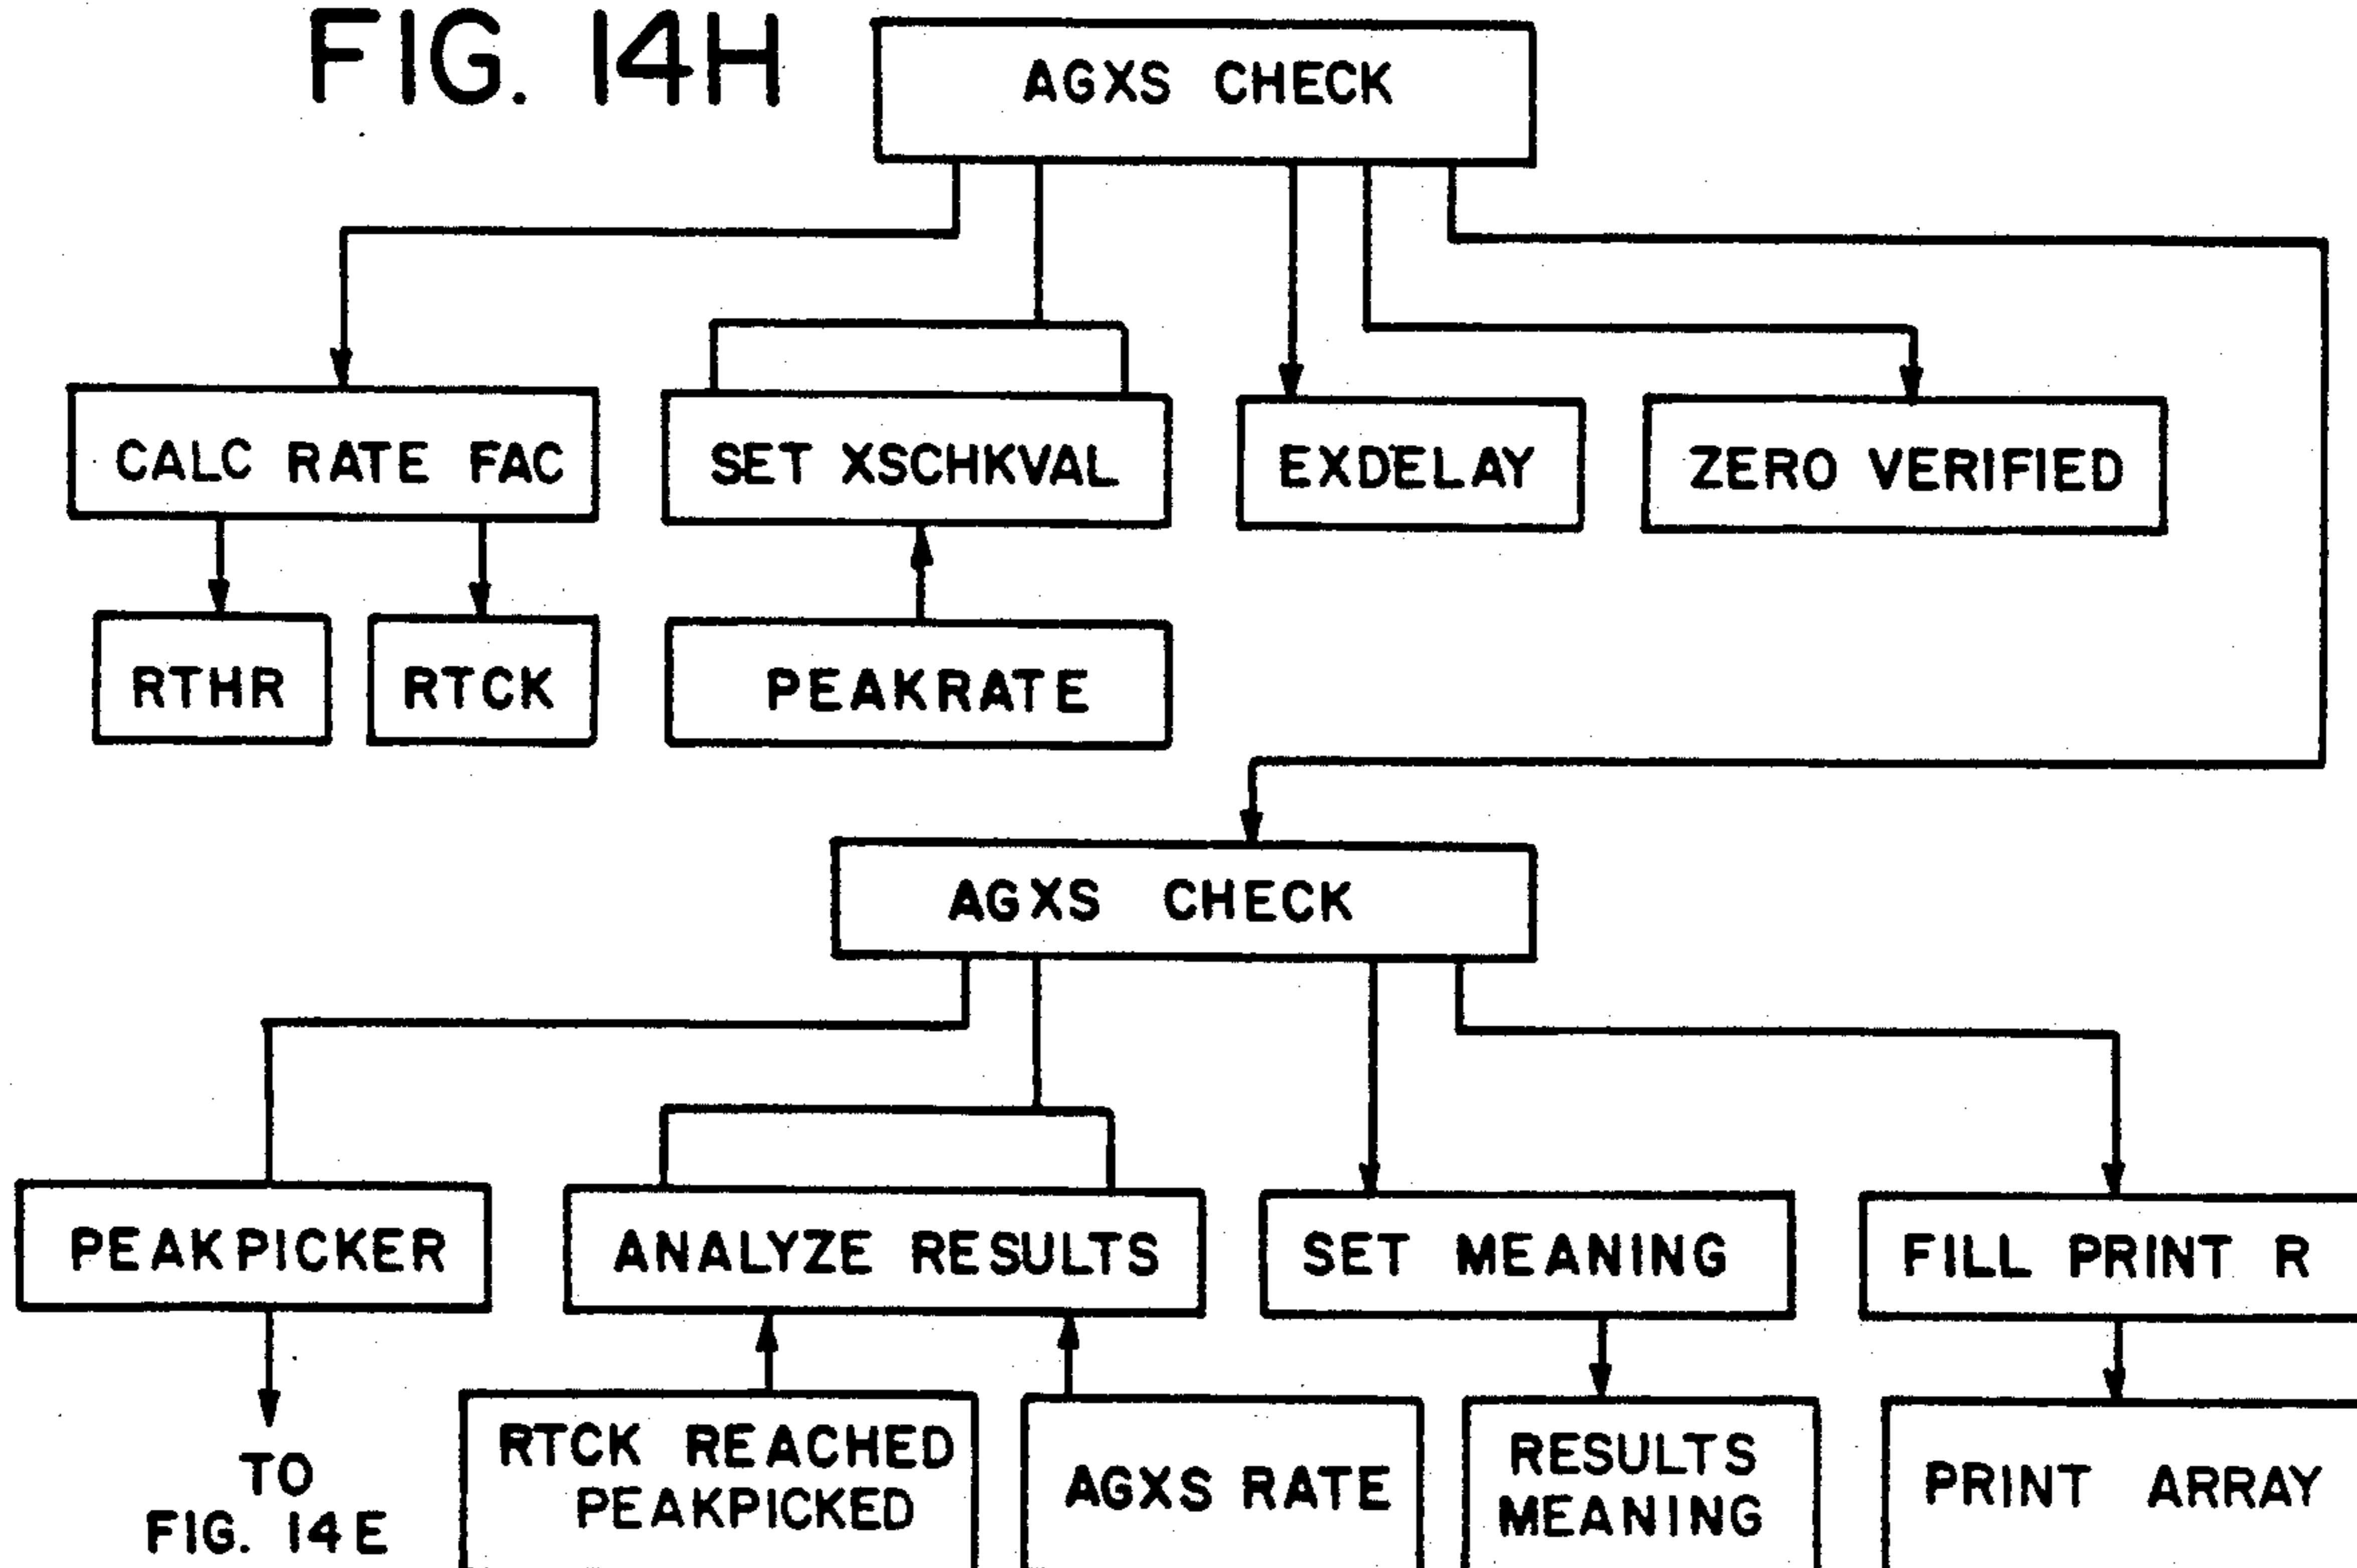 FIG. 14H
AGXS CHECK
CALC RATE FAC
SET XSCHKVAL
EXDELAY
ZERO VERIFIED
RTHR
RTCK
PEAKRATE
AGXS CHECK
PEAKPICKER
ANALYZE RESULTS
SET MEANING
FILL PRINT R
TO
FIG. 14E
RTCK REACHED
PEAKPICKED
AGXS RATE
RESULTS
MEANING
PRINT ARRAY